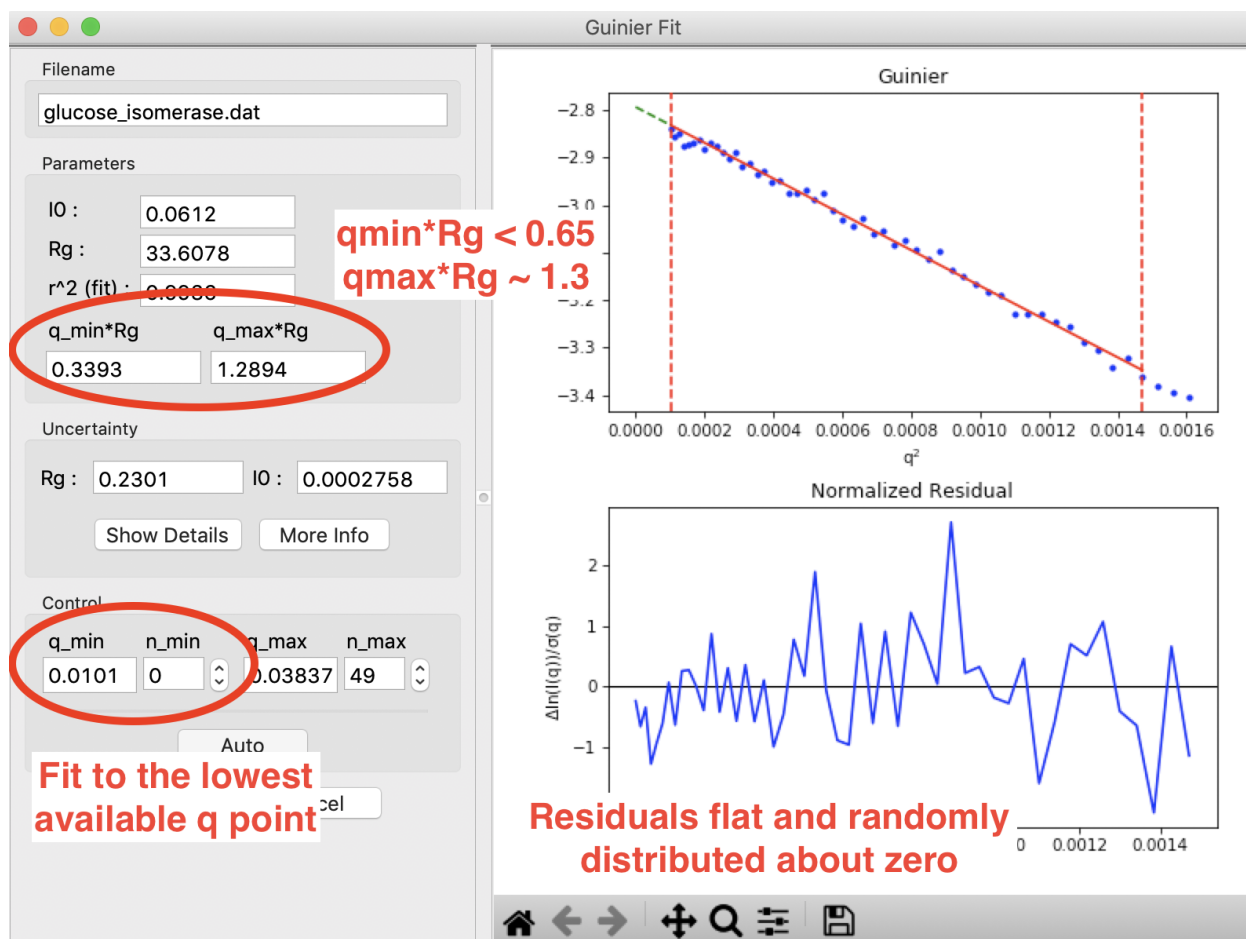 Guinier Fit
Filename
glucose_isomerase.dat
Parameters
I0 :
0.0612
Rg :
33.6078
r^2 (fit) :
q_min*Rg
q_max*Rg
0.3393
1.2894
qmin*Rg < 0.65
qmax*Rg ~ 1.3
Uncertainty
Rg :
0.2301
I0 :
0.0002758
Show Details
More Info
Control
q_min
n_min
q_max
n_max
0.0101
0
0.03837
49
Auto
Fit to the lowest
available q point
Guinier
−2.8
−2.9
−3.0
−3.2
−3.3
−3.4
0.0000 0.0002 0.0004 0.0006 0.0008 0.0010 0.0012 0.0014 0.0016
q²
Normalized Residual
Δln(I(q))/σ(q)
2
1
0
−1
0.0012 0.0014
Residuals flat and randomly
distributed about zero